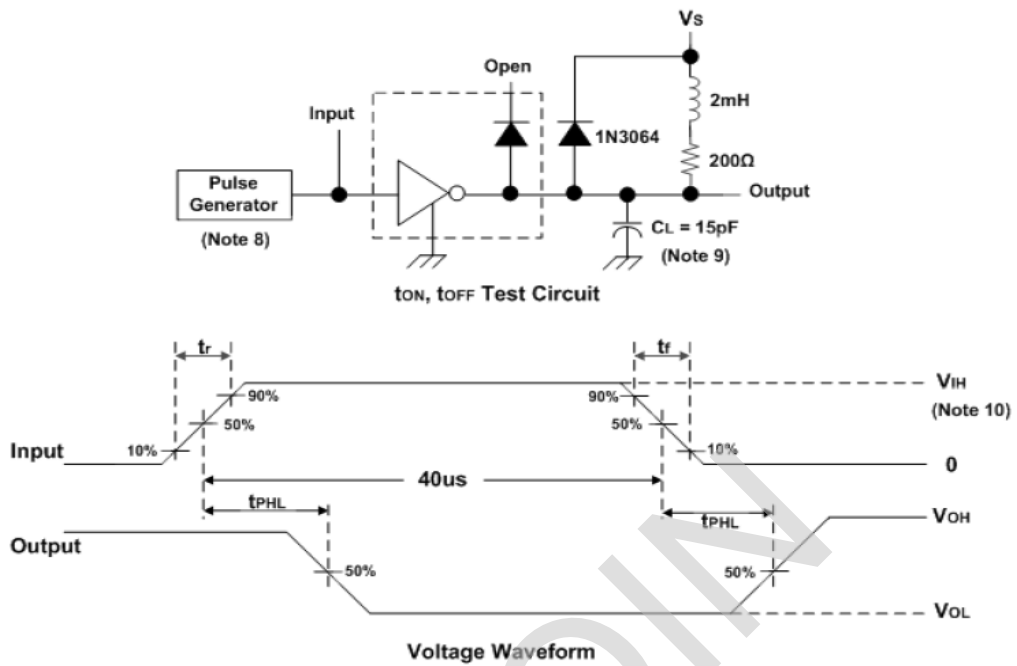 Vs
Open
2mH
Input
1N3064
200Ω
Pulse
Generator
Output
(Note 8)
CL = 15pF
(Note 9)
tON, tOFF Test Circuit
tr
tf
90%
90%
VIH
(Note 10)
50%
50%
Input
10%
10%
0
40us
tPHL
tPHL
VOH
Output
50%
50%
VOL
Voltage Waveform